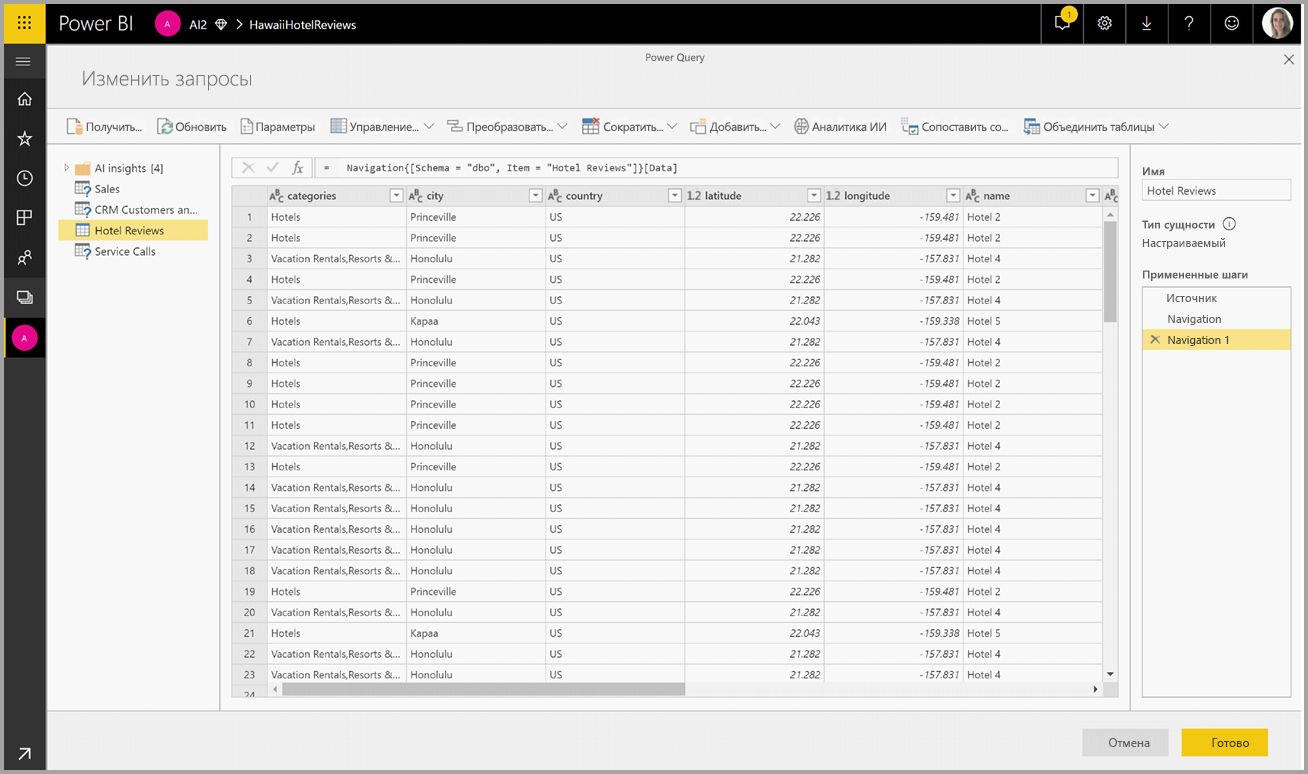 Power BI A AI2 > HawaiiHotelReviews 1 ?
Power Query
Изменить запросы
Получить... Обновить Параметры Управление... Преобразовать... Сократить... Добавить... Аналитика ИИ Сопоставить со... Объединить таблицы
AI insights [4]
Sales
CRM Customers an...
Hotel Reviews
Service Calls
A
fx = Navigation{[Schema = "dbo", Item = "Hotel Reviews"]}[Data]
ABC categories ABC city ABC country 1.2 latitude 1.2 longitude ABC name ABC
1 Hotels Princeville US 22.226 -159.481 Hotel 2
2 Hotels Princeville US 22.226 -159.481 Hotel 2
3 Vacation Rentals,Resorts &... Honolulu US 21.282 -157.831 Hotel 4
4 Hotels Princeville US 22.226 -159.481 Hotel 2
5 Vacation Rentals,Resorts &... Honolulu US 21.282 -157.831 Hotel 4
6 Hotels Kapaa US 22.043 -159.338 Hotel 5
7 Vacation Rentals,Resorts &... Honolulu US 21.282 -157.831 Hotel 4
8 Hotels Princeville US 22.226 -159.481 Hotel 2
9 Hotels Princeville US 22.226 -159.481 Hotel 2
10 Hotels Princeville US 22.226 -159.481 Hotel 2
11 Hotels Princeville US 22.226 -159.481 Hotel 2
12 Vacation Rentals,Resorts &... Honolulu US 21.282 -157.831 Hotel 4
13 Hotels Princeville US 22.226 -159.481 Hotel 2
14 Vacation Rentals,Resorts &... Honolulu US 21.282 -157.831 Hotel 4
15 Vacation Rentals,Resorts &... Honolulu US 21.282 -157.831 Hotel 4
16 Vacation Rentals,Resorts &... Honolulu US 21.282 -157.831 Hotel 4
17 Vacation Rentals,Resorts &... Honolulu US 21.282 -157.831 Hotel 4
18 Vacation Rentals,Resorts &... Honolulu US 21.282 -157.831 Hotel 4
19 Hotels Princeville US 22.226 -159.481 Hotel 2
20 Vacation Rentals,Resorts &... Honolulu US 21.282 -157.831 Hotel 4
21 Hotels Kapaa US 22.043 -159.338 Hotel 5
22 Vacation Rentals,Resorts &... Honolulu US 21.282 -157.831 Hotel 4
23 Vacation Rentals,Resorts &... Honolulu US 21.282 -157.831 Hotel 4
24
Имя
Hotel Reviews
Тип сущности
Настраиваемый
Примененные шаги
Источник
Navigation
Navigation 1
Отмена Готово